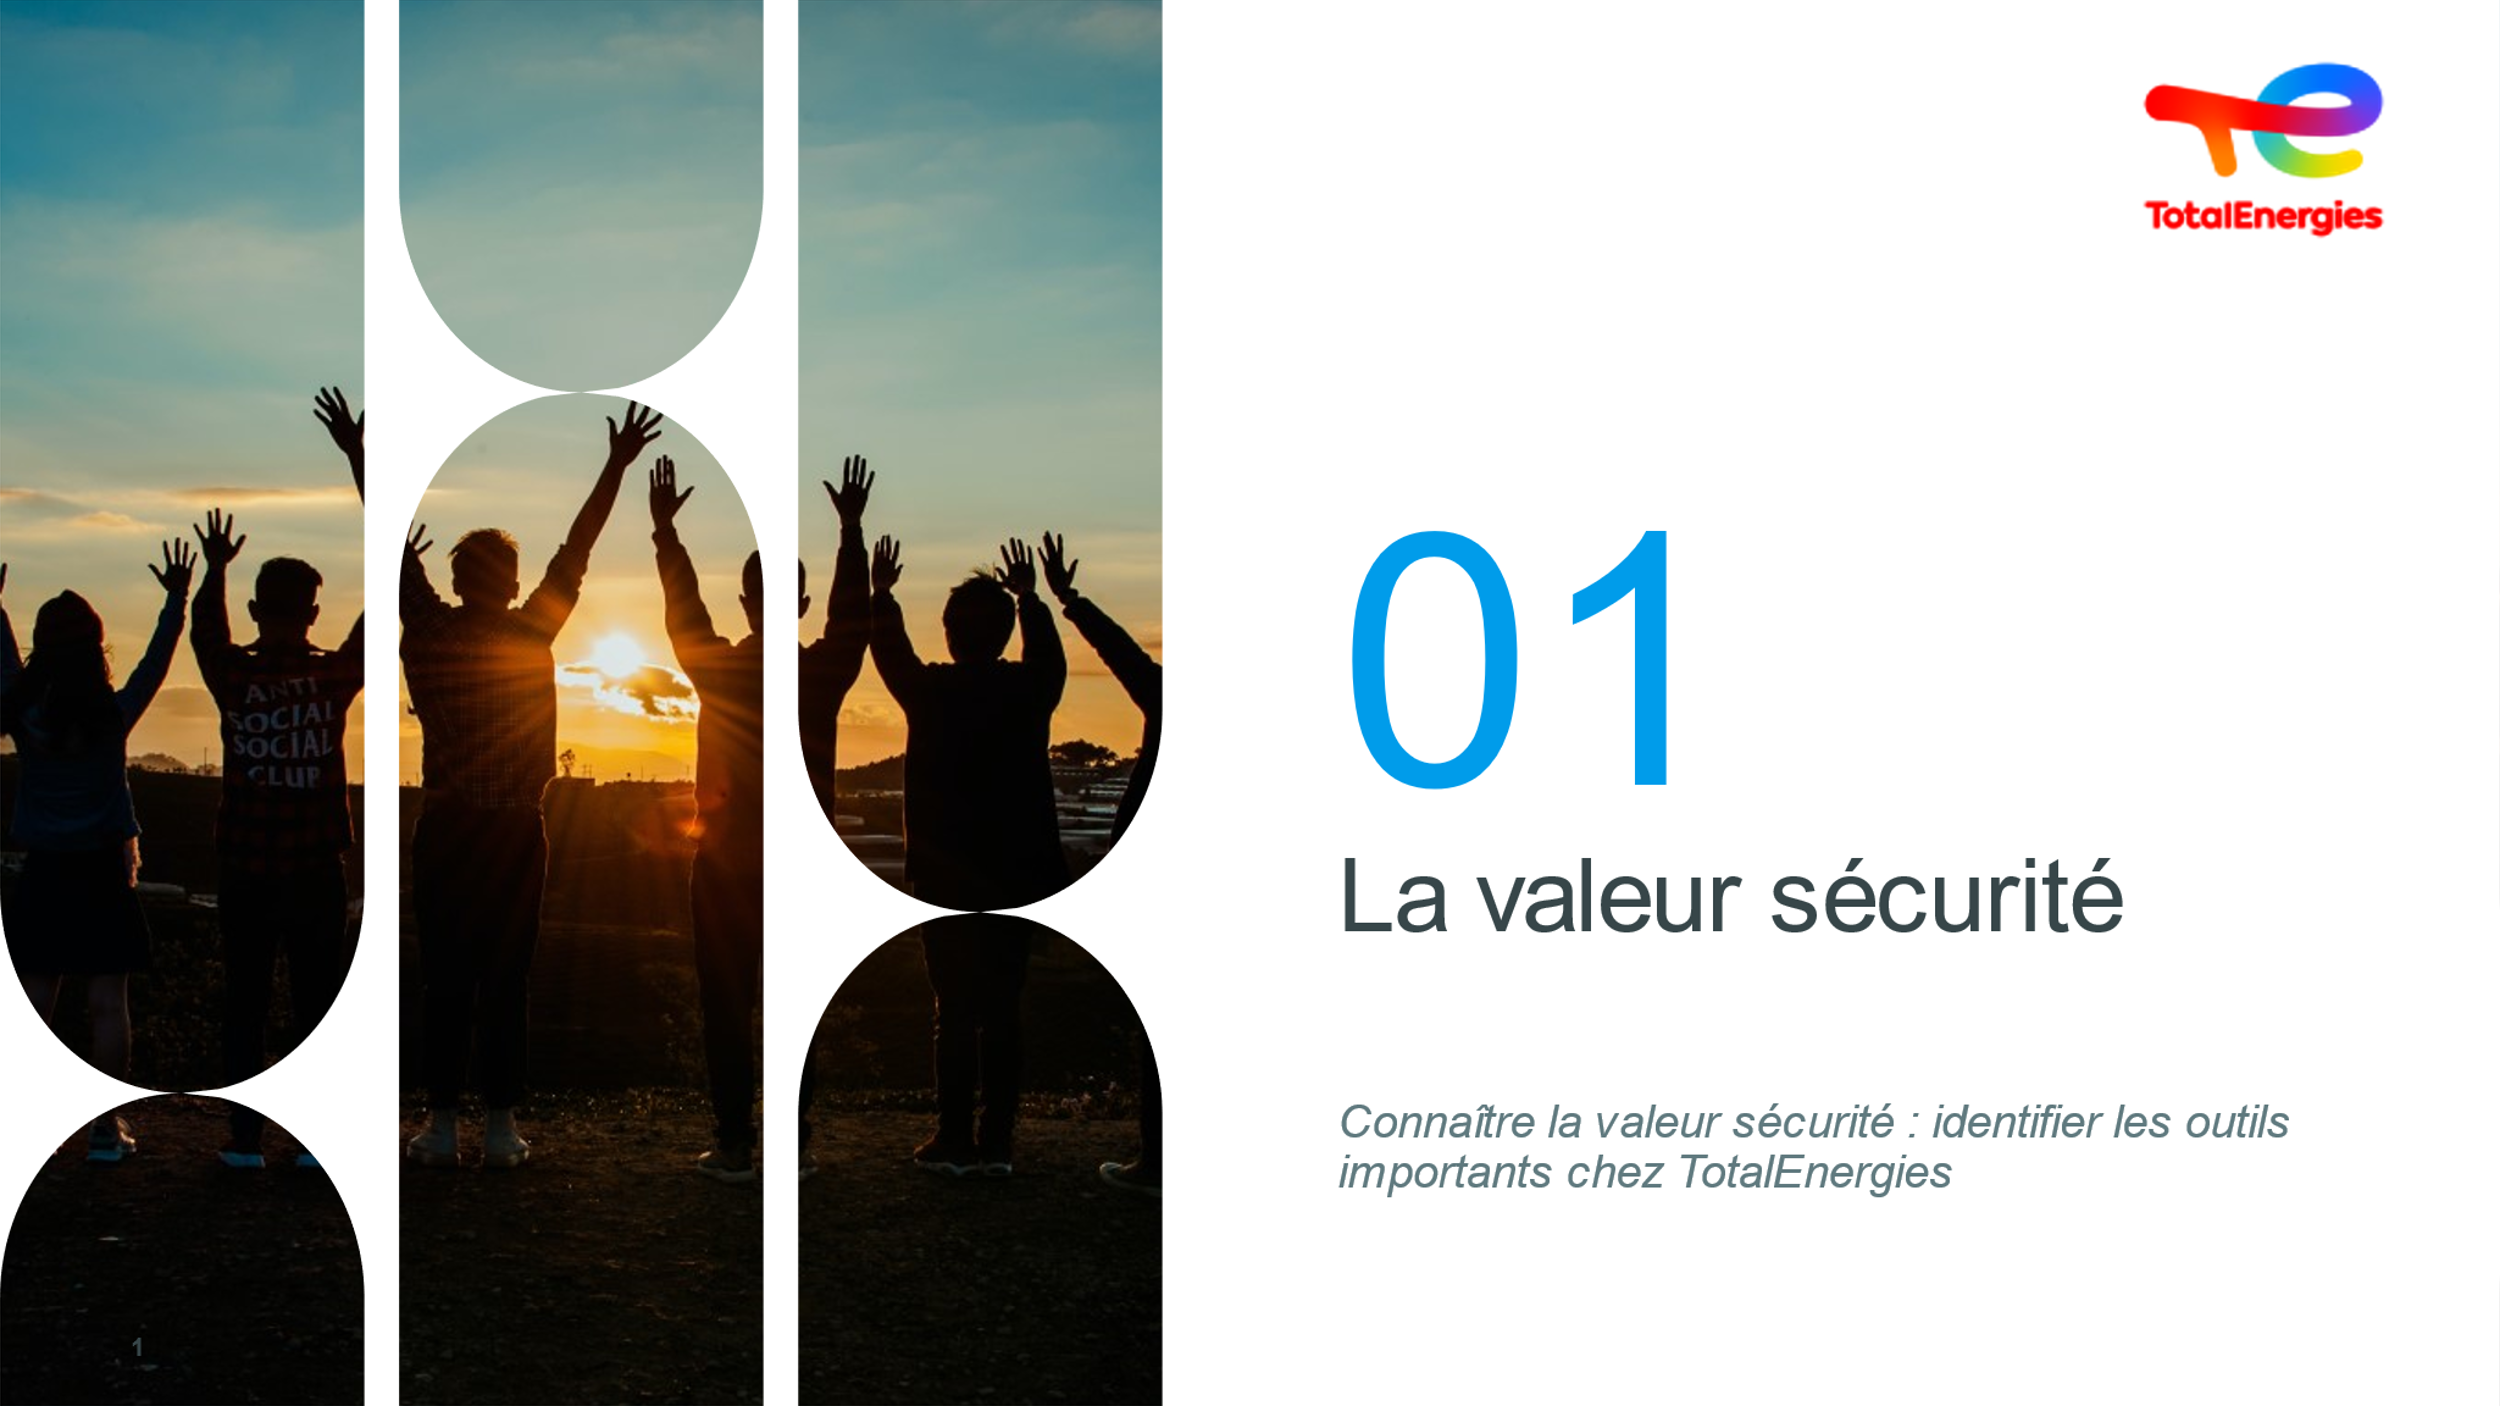 TotalEnergies
ANTI
SOCIAL
SOCIAL
CLUB
01
La valeur sécurité
Connaître la valeur sécurité : identifier les outils
importants chez TotalEnergies
1